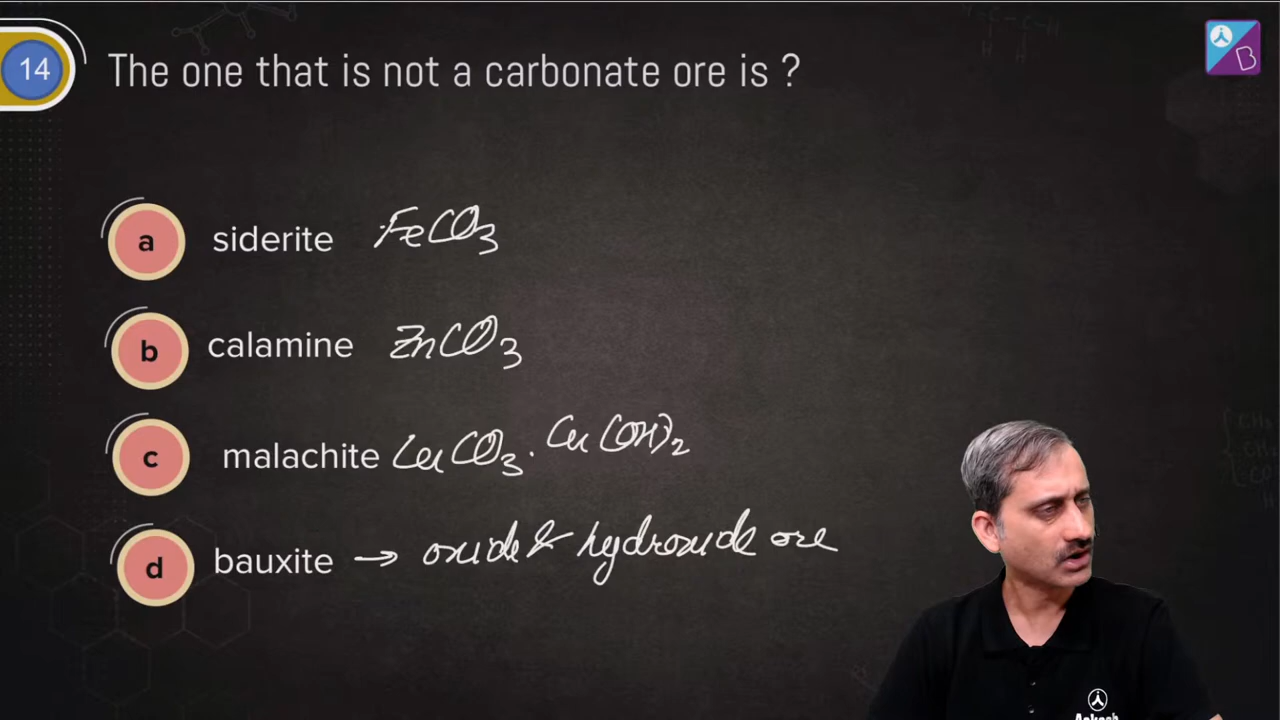 14 The one that is not a carbonate ore is ?
B
a siderite FeCO3
b calamine ZnCO3
c malachite CuCO3 . Cu(OH)2
d bauxite → oxide & hydroxide ore